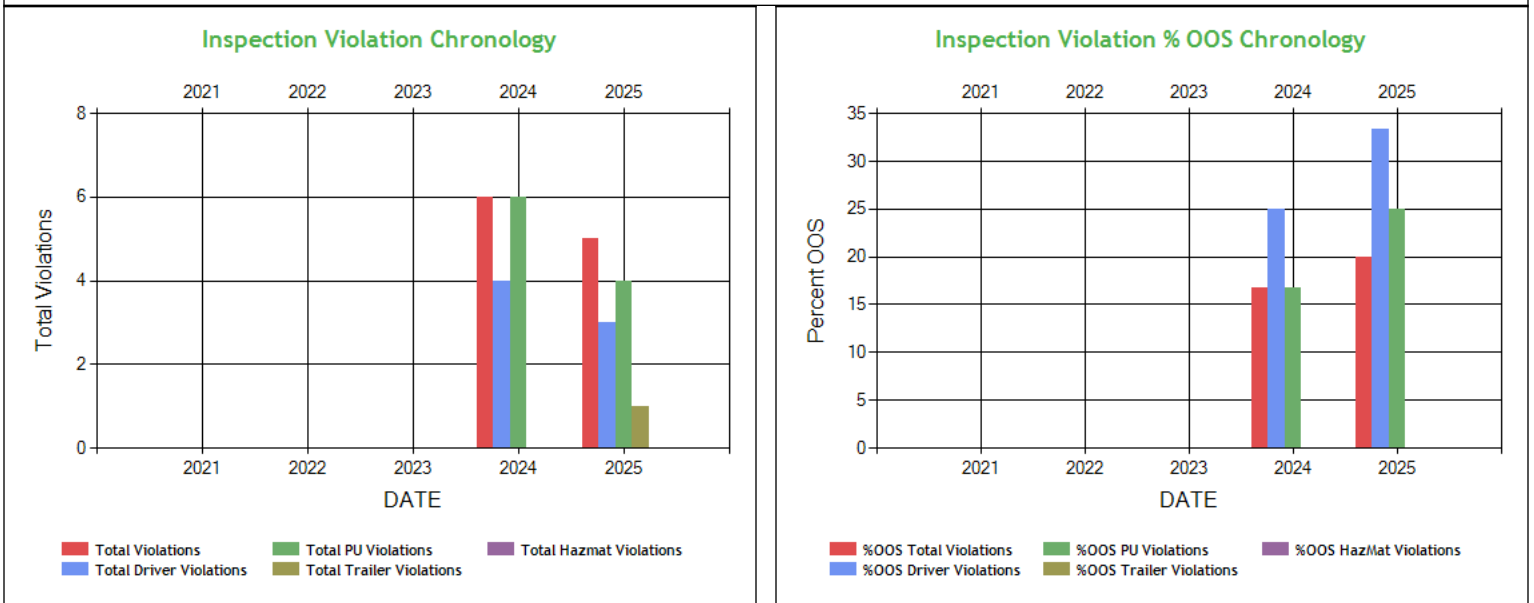 Inspection Violation Chronology
2021 2022 2023 2024 2025
8
6
4
2
0
Total Violations
2021 2022 2023 2024 2025
DATE
Total Violations Total PU Violations Total Hazmat Violations
Total Driver Violations Total Trailer Violations
Inspection Violation % OOS Chronology
2021 2022 2023 2024 2025
35
30
25
20
15
10
5
0
Percent OOS
2021 2022 2023 2024 2025
DATE
%OOS Total Violations %OOS PU Violations %OOS HazMat Violations
%OOS Driver Violations %OOS Trailer Violations